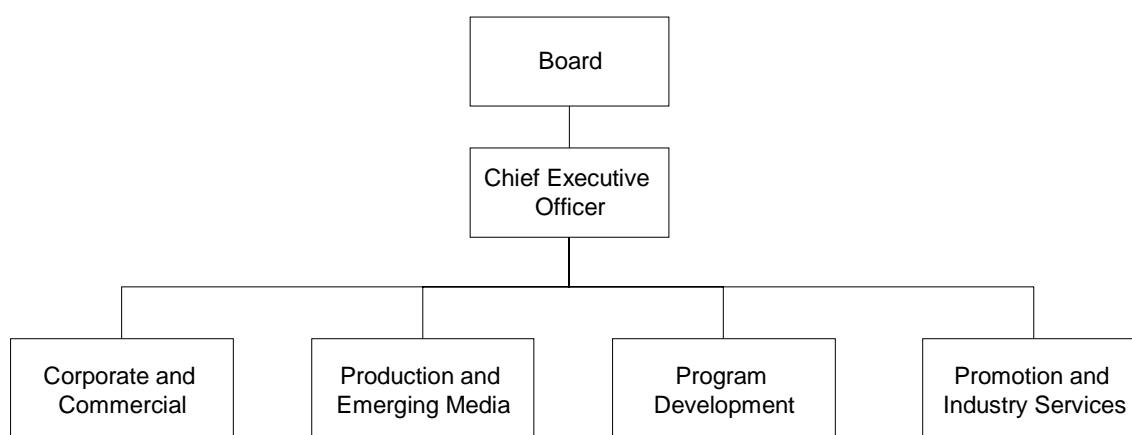 Board
Chief Executive
Officer
Corporate and
Commercial
Production and
Emerging Media
Program
Development
Promotion and
Industry Services